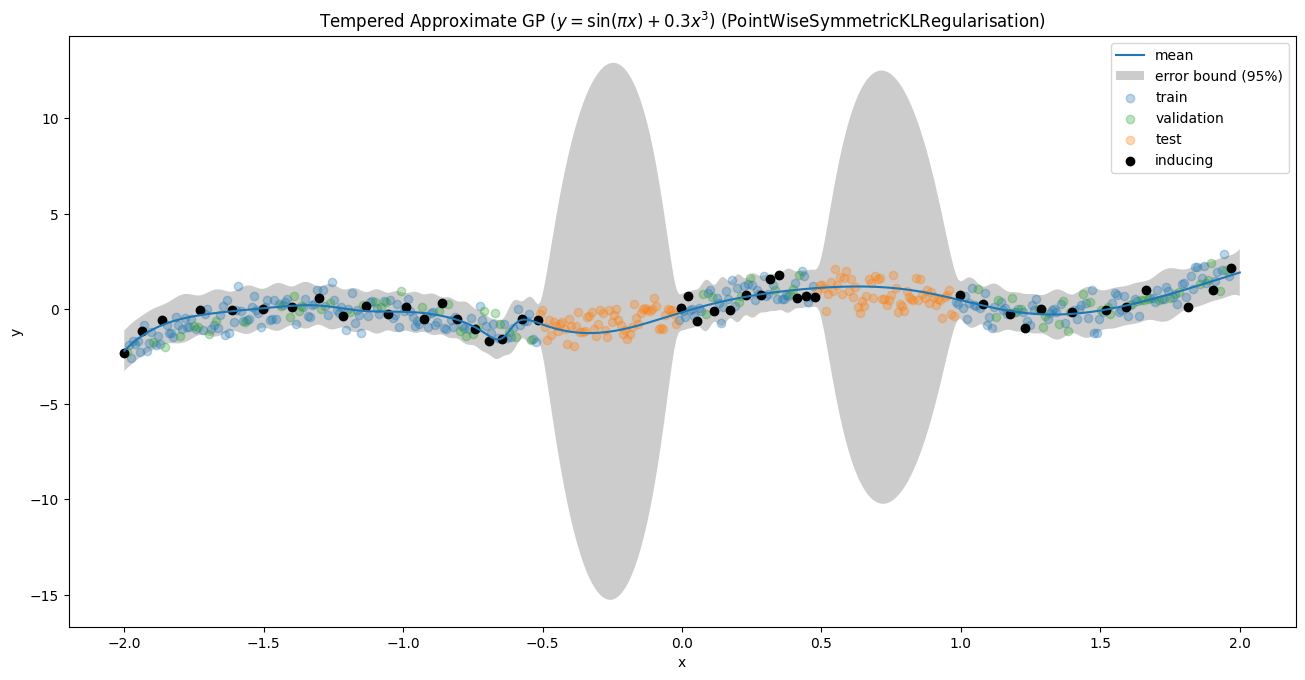 Tempered Approximate GP (y = sin(πx) + 0.3x³) (PointWiseSymmetricKLRegularisation)
mean
error bound (95%)
train
validation
test
inducing
10
5
0
−5
−10
−15
y
−2.0 −1.5 −1.0 −0.5 0.0 0.5 1.0 1.5 2.0
x